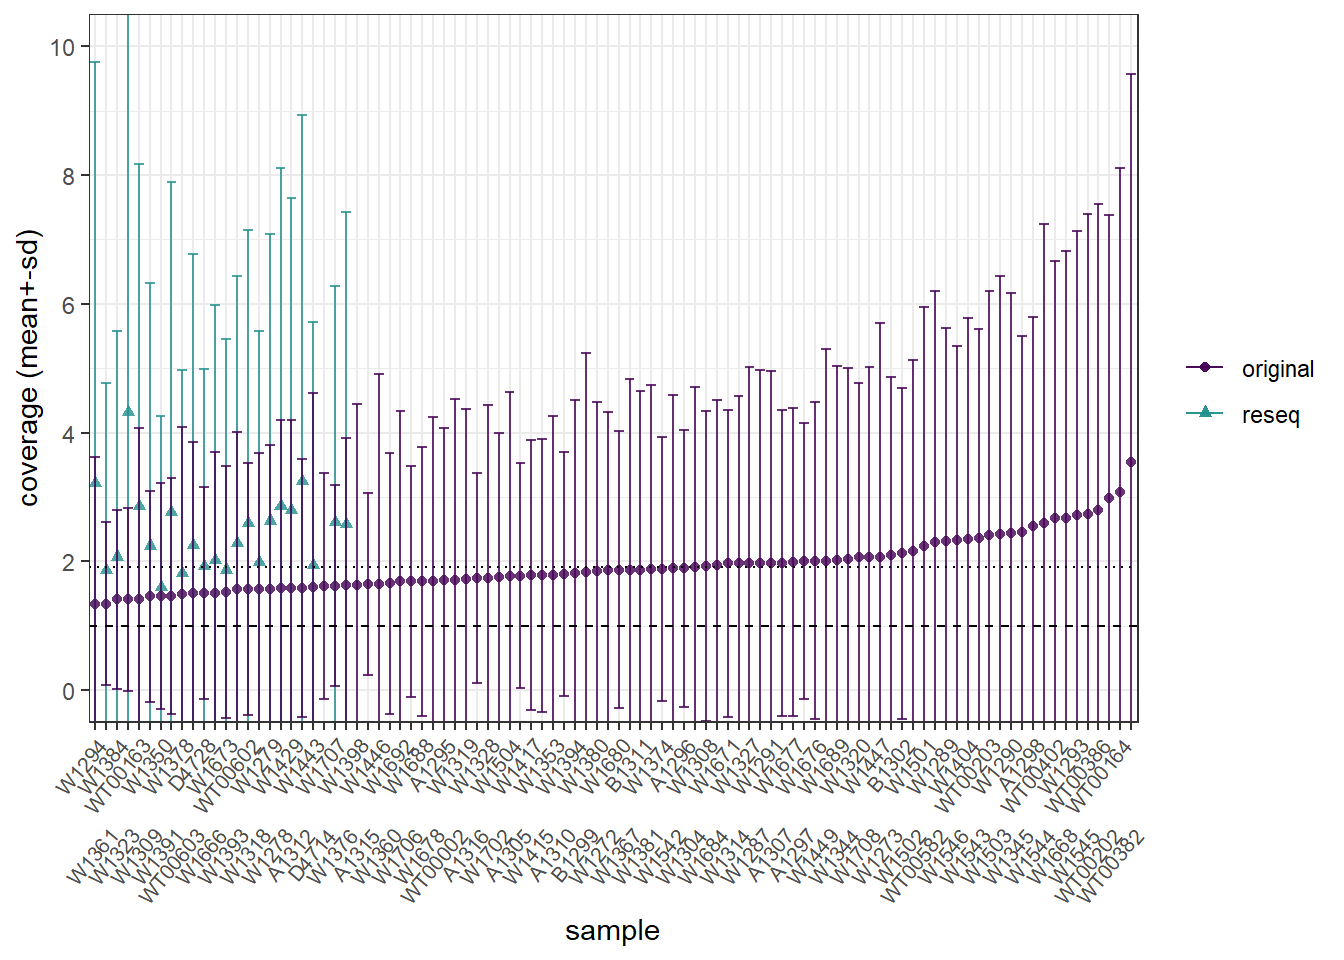 10
8
6
4
2
0
coverage (mean+-sd)
original
reseq
W1294
W1384
WT00163
W1350
W1378
D4728
W1673
WT00602
W1279
W1429
W1443
W1707
W1398
W1446
W1692
W1688
A1295
W1319
W1328
W1504
W1417
W1353
W1394
W1380
W1680
B1311
W1374
A1296
W1308
W1671
W1327
W1291
W1677
W1676
W1689
W1320
W1447
B1302
W1501
W1289
W1404
WT00203
W1290
A1298
WT00402
W1293
WT00386
WT00164
W1361
W1323
W1309
W1391
WT00603
W1666
W1393
W1318
W1278
A1312
D4714
W1376
W1315
A1360
W1706
W1678
WT00002
A1316
W1702
A1305
W1415
A1310
B1299
W1272
W1367
W1381
W1542
W1304
W1684
W1314
W1287
A1307
A1297
A1449
W1344
W1708
W1273
W1502
WT00582
W1546
W1543
W1503
W1345
W1544
W1668
W1545
WT00202
WT00382
sample